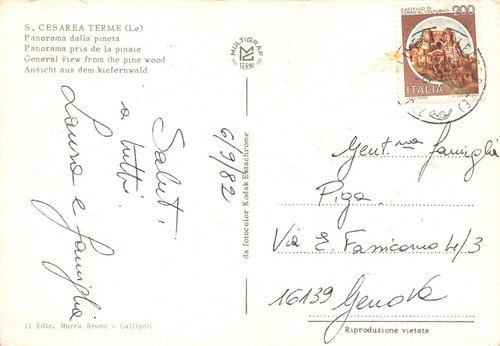 S. CESAREA TERME (Le)
Panorama dalla pineta
Panorama pris de la pinaie
General view from the pine wood
Ansicht aus dem kiefernwald
Saluti
a tutti
Laura e famiglia
6/9/82
MULTIGRAF
TERNI
da fotocolor Kodak Ektachrome
CASTELLO DI
CERRO AL VOLTURNO
200
ITALIA
Gent.ma famiglia
Piga
Via E. 4/3
16139 Genova
11 Ediz. Murra Bruno - Gallipoli
Riproduzione vietata